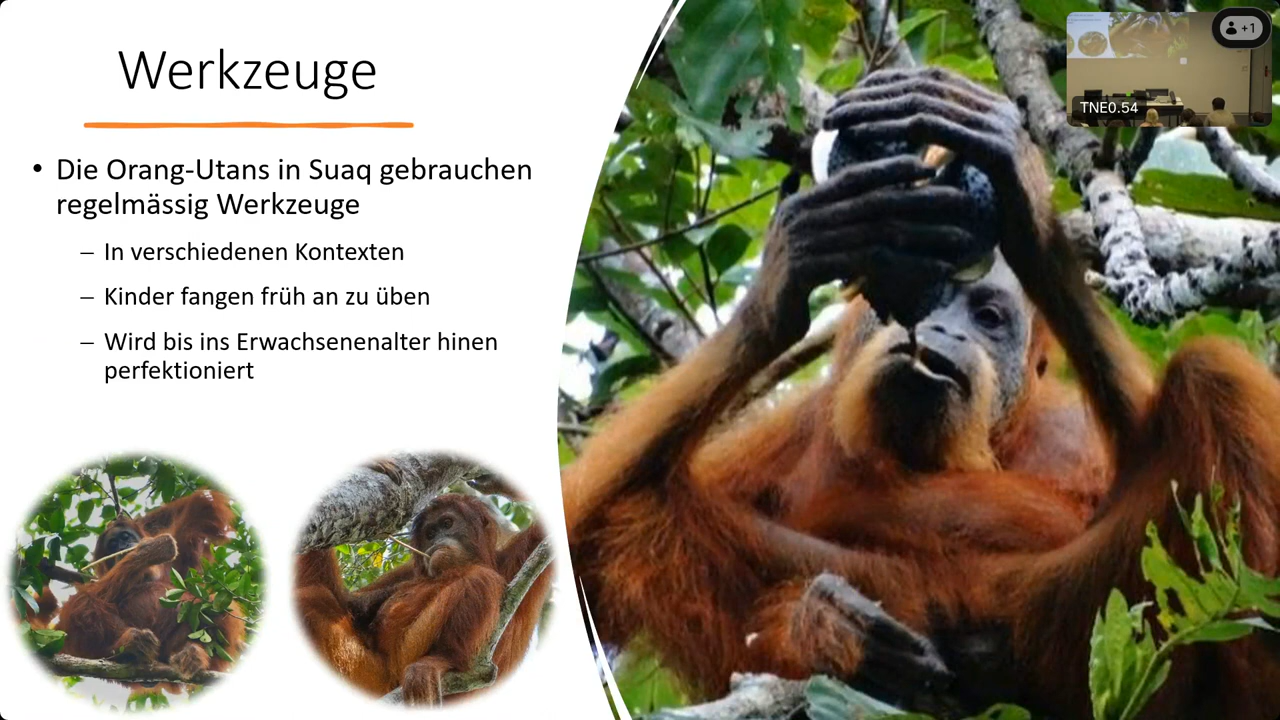 Werkzeuge
• Die Orang-Utans in Suaq gebrauchen
regelmässig Werkzeuge
– In verschiedenen Kontexten
– Kinder fangen früh an zu üben
– Wird bis ins Erwachsenenalter hinen
perfektioniert
+1
TNE0.54